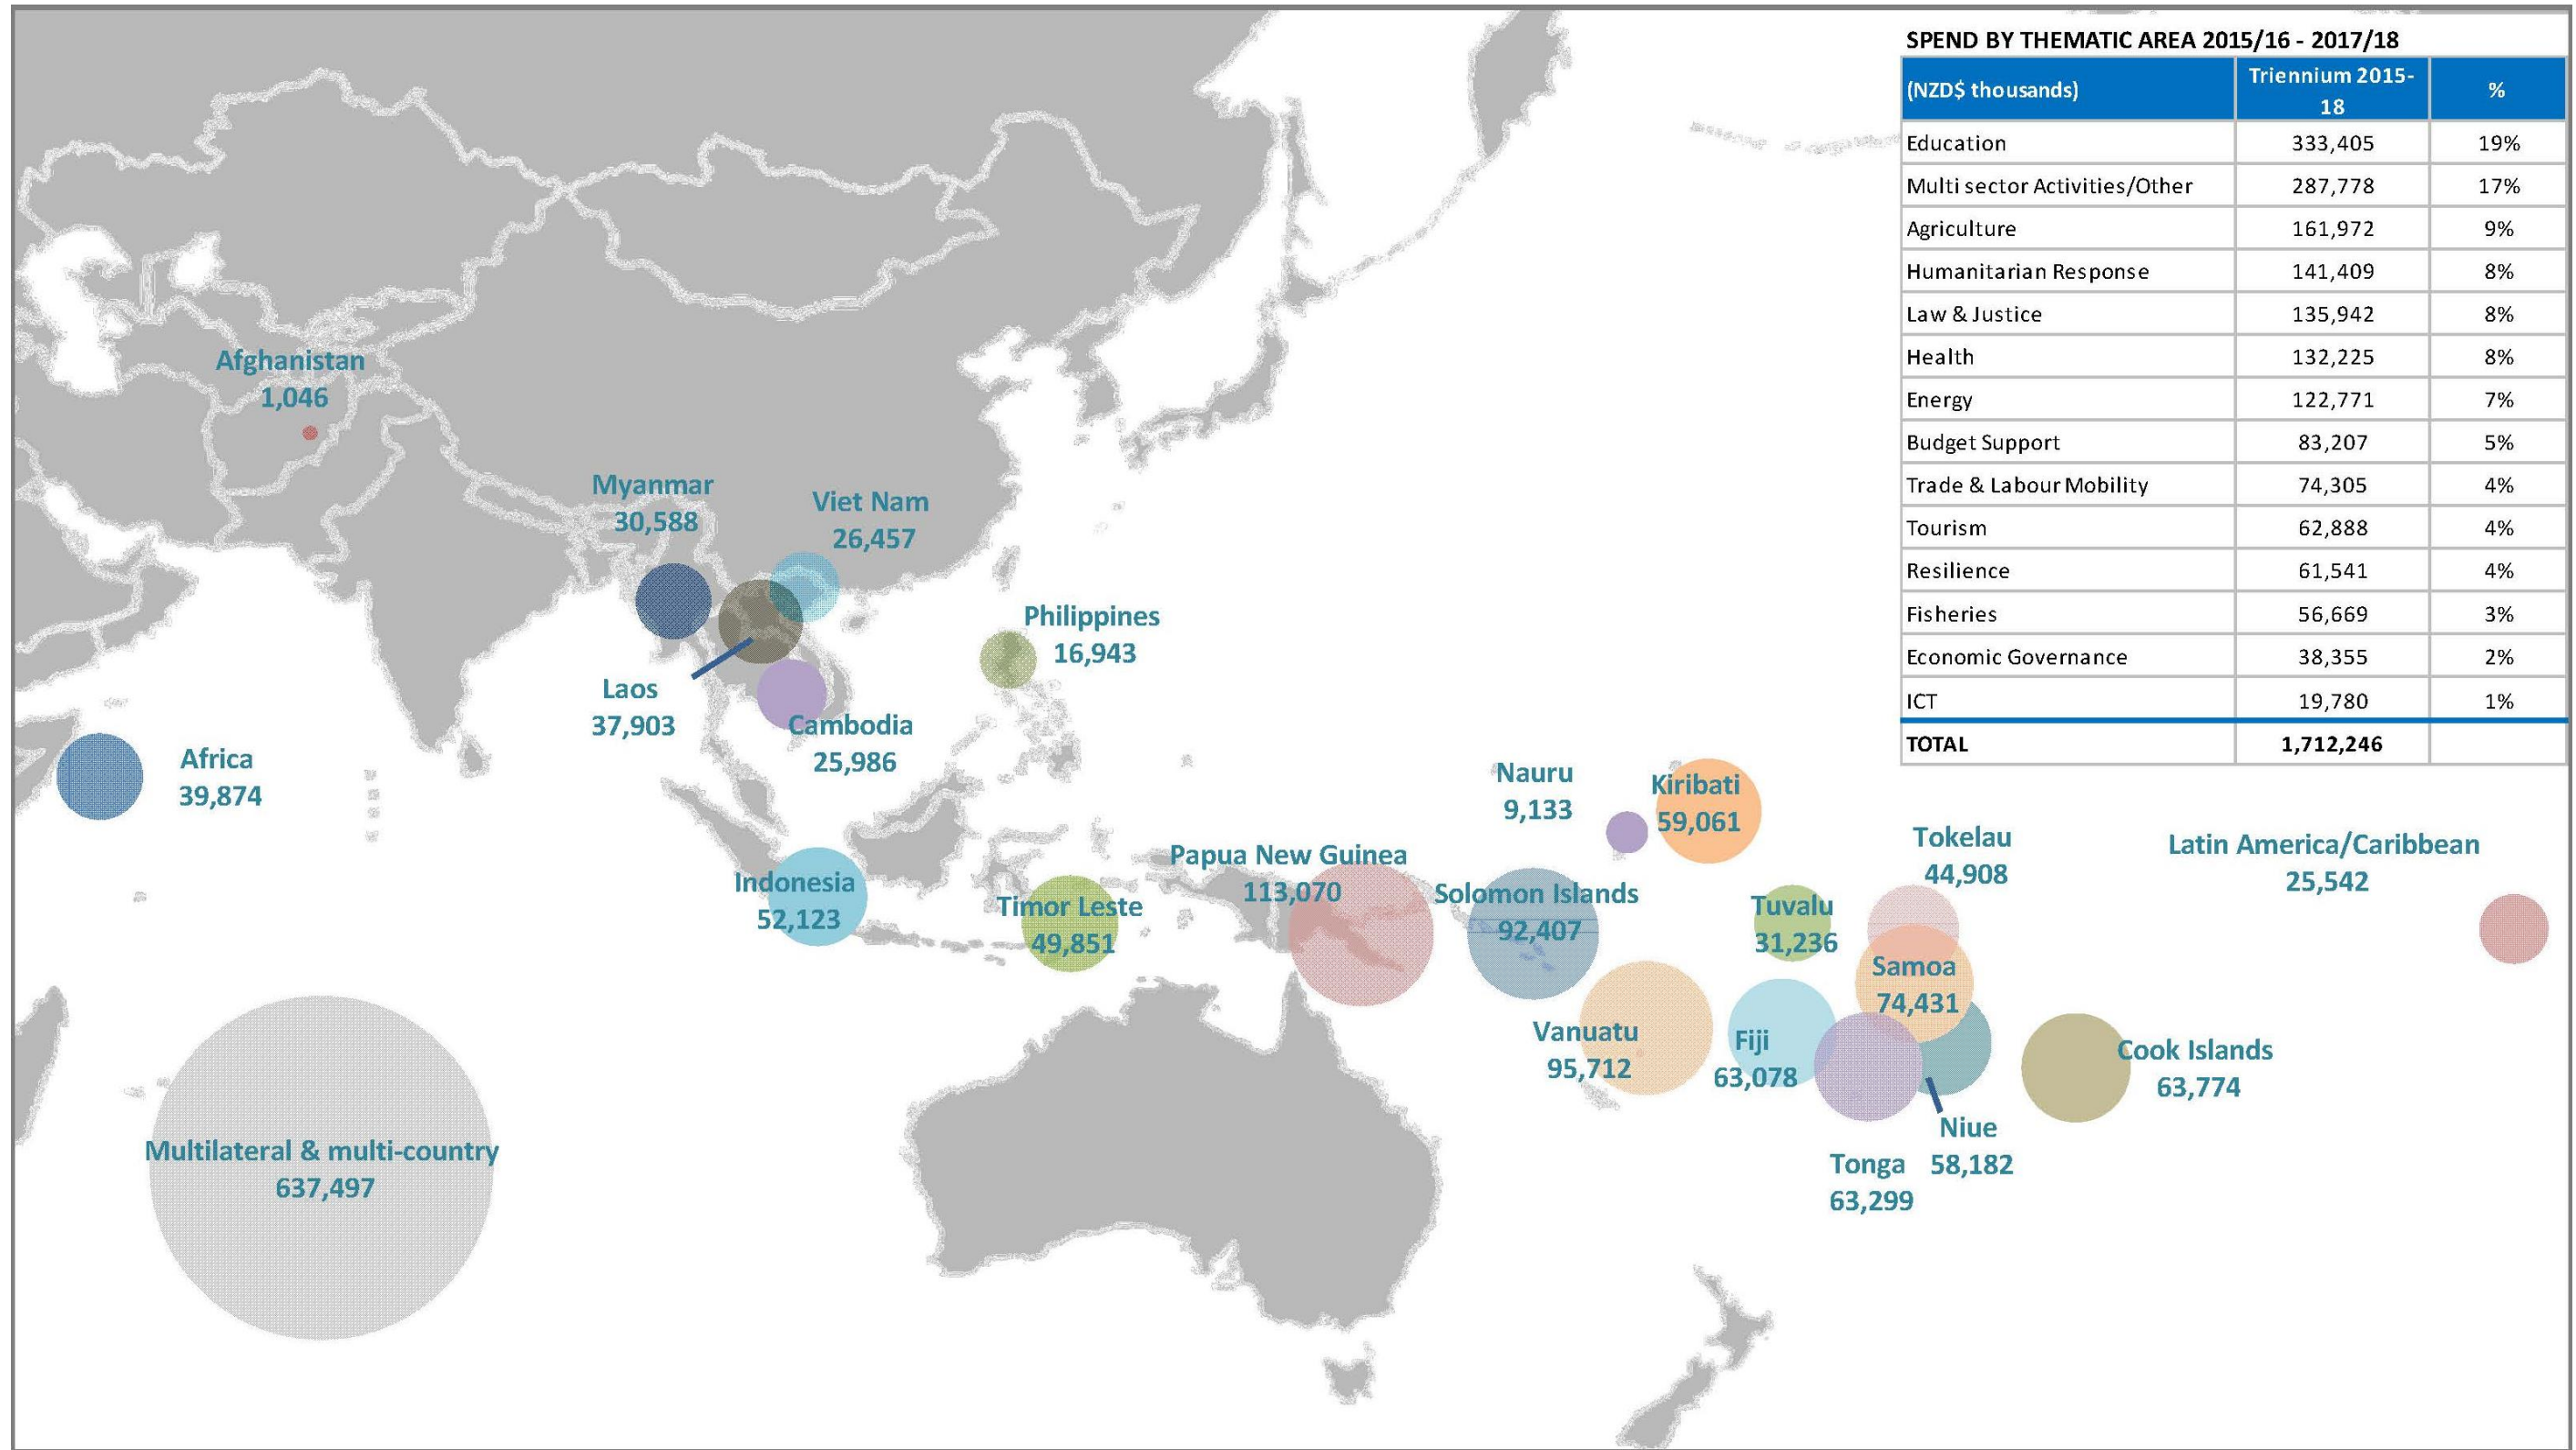 SPEND BY THEMATIC AREA 2015/16 - 2017/18
(NZD$ thousands) Triennium 2015-18 %
Education 333,405 19%
Multi sector Activities/Other 287,778 17%
Agriculture 161,972 9%
Humanitarian Response 141,409 8%
Law & Justice 135,942 8%
Health 132,225 8%
Energy 122,771 7%
Budget Support 83,207 5%
Trade & Labour Mobility 74,305 4%
Tourism 62,888 4%
Resilience 61,541 4%
Fisheries 56,669 3%
Economic Governance 38,355 2%
ICT 19,780 1%
TOTAL 1,712,246
Afghanistan
1,046
Myanmar
30,588
Viet Nam
26,457
Philippines
16,943
Laos
37,903
Cambodia
25,986
Africa
39,874
Nauru
9,133
Kiribati
59,061
Tokelau
44,908
Latin America/Caribbean
25,542
Papua New Guinea
113,070
Indonesia
52,123
Timor Leste
49,851
Solomon Islands
92,407
Tuvalu
31,236
Samoa
74,431
Vanuatu
95,712
Fiji
63,078
Cook Islands
63,774
Niue
58,182
Tonga
63,299
Multilateral & multi-country
637,497